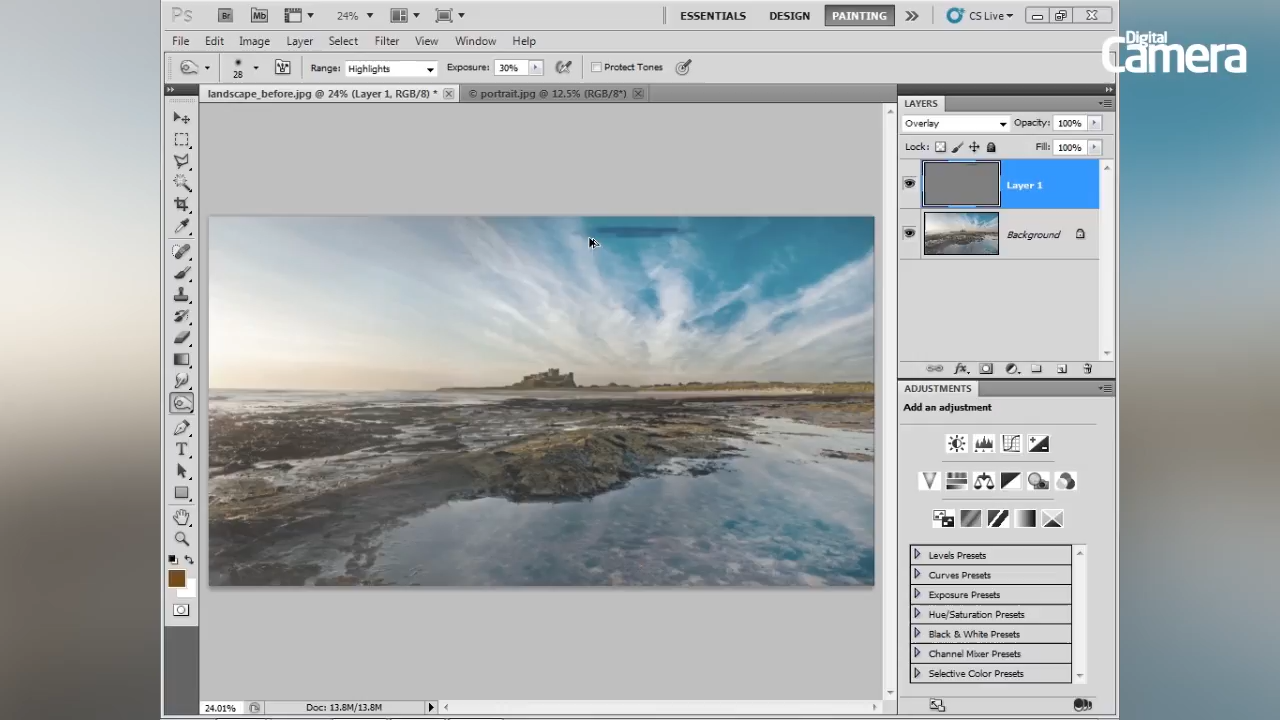 Ps Br Mb 24% ESSENTIALS DESIGN PAINTING CS Live
Digital
Camera
File Edit Image Layer Select Filter View Window Help
28 Range: Highlights Exposure: 30% Protect Tones
landscape_before.jpg @ 24% (Layer 1, RGB/8) * © portrait.jpg @ 12.5% (RGB/8*)
LAYERS
Overlay Opacity: 100%
Lock: Fill: 100%
Layer 1
Background
fx
ADJUSTMENTS
Add an adjustment
Levels Presets
Curves Presets
Exposure Presets
Hue/Saturation Presets
Black & White Presets
Channel Mixer Presets
Selective Color Presets
24.01% Doc: 13.8M/13.8M